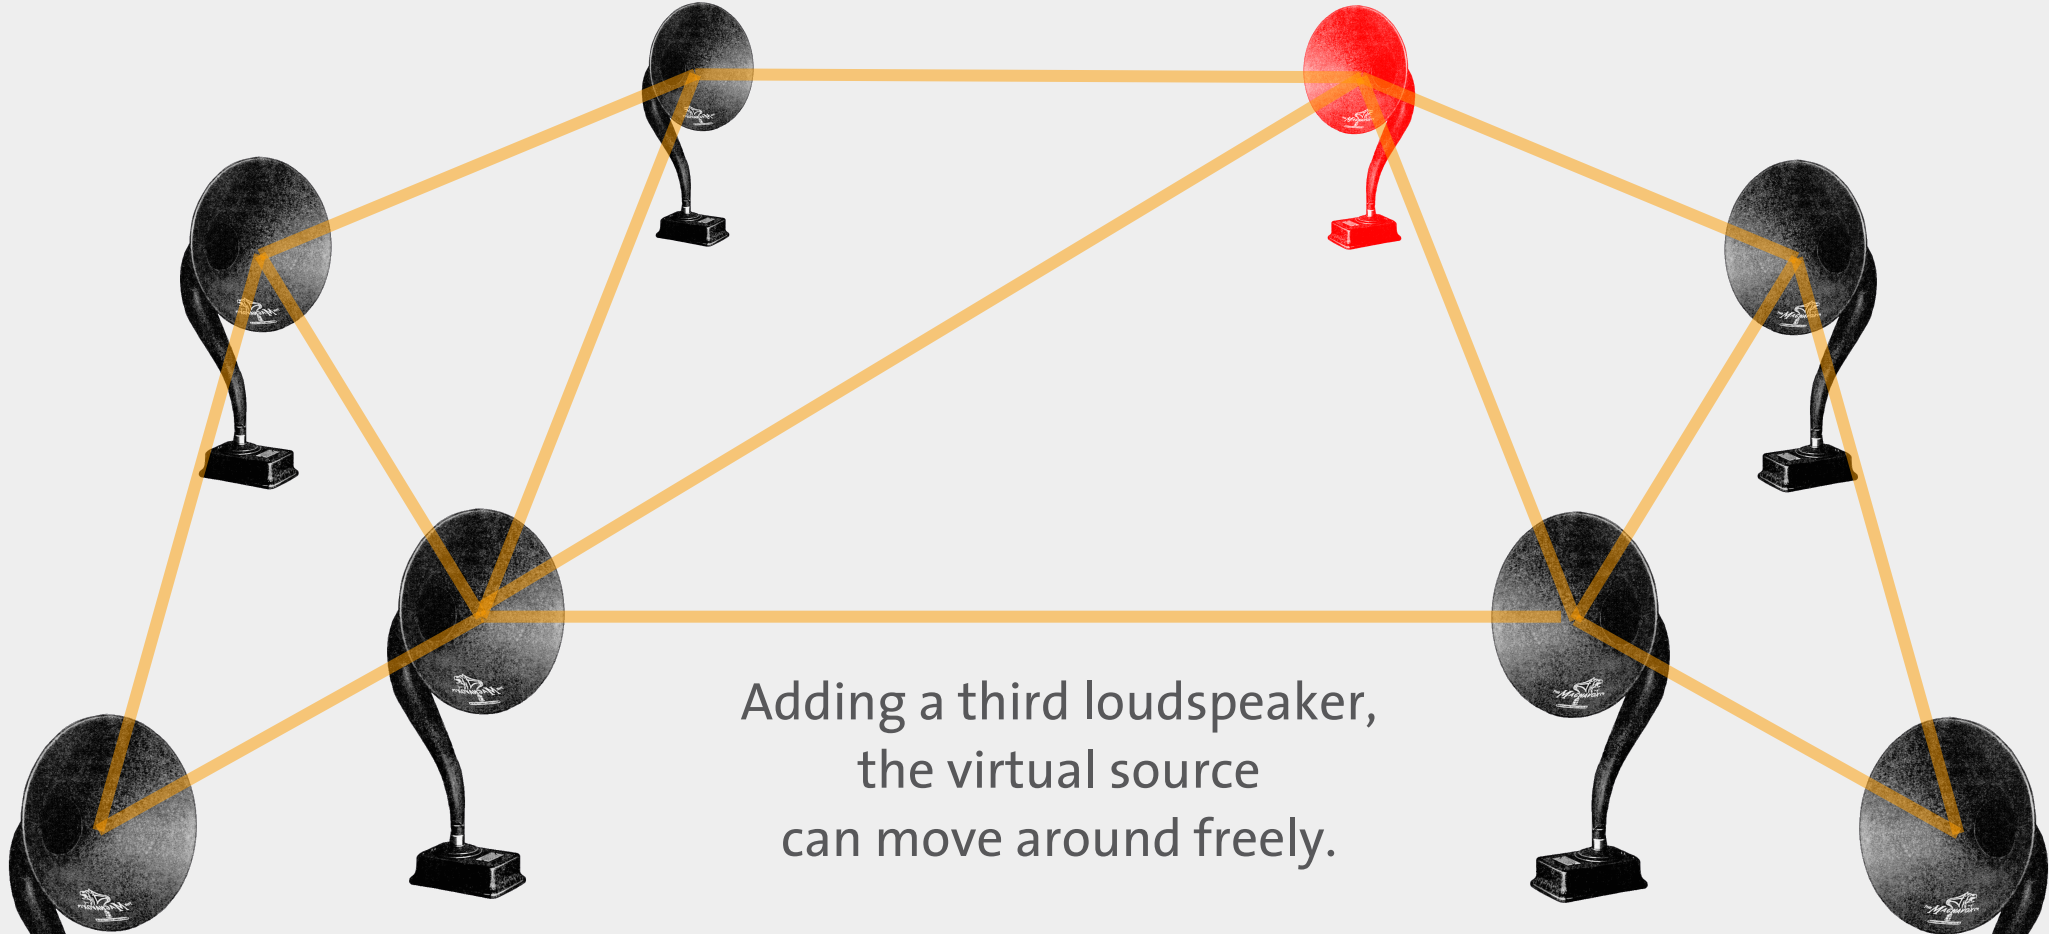 Adding a third loudspeaker,
the virtual source
can move around freely.